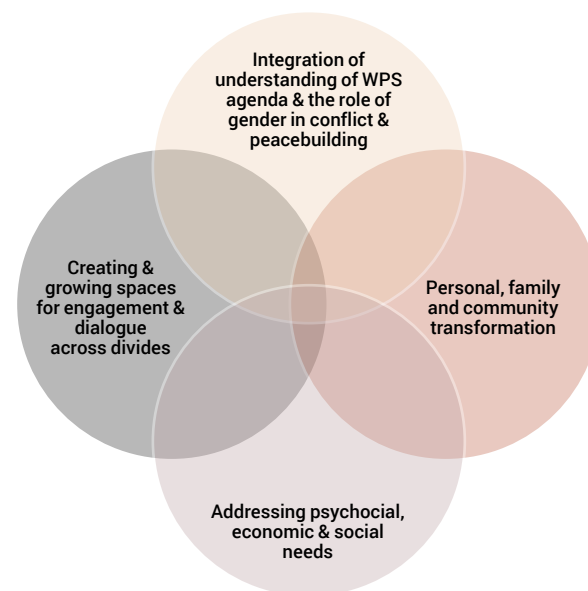 Integration of
understanding of WPS
agenda & the role of
gender in conflict &
peacebuilding
Creating &
growing spaces
for engagement &
dialogue
across divides
Personal, family
and community
transformation
Addressing psychocial,
economic & social
needs